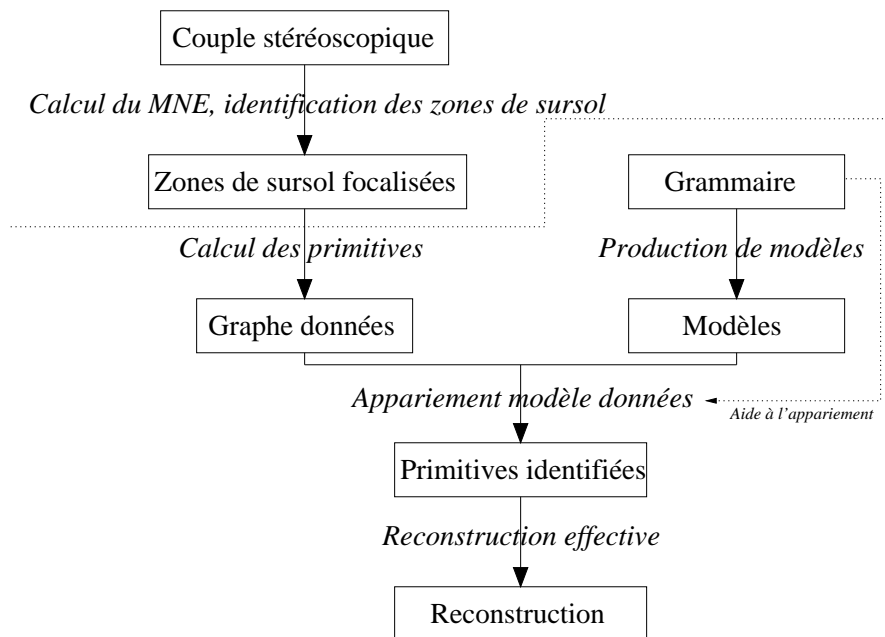 Couple stéréoscopique
Calcul du MNE, identification des zones de sursol
Zones de sursol focalisées
Grammaire
Calcul des primitives
Production de modèles
Graphe données
Modèles
Appariement modèle données
Aide à l'appariement
Primitives identifiées
Reconstruction effective
Reconstruction